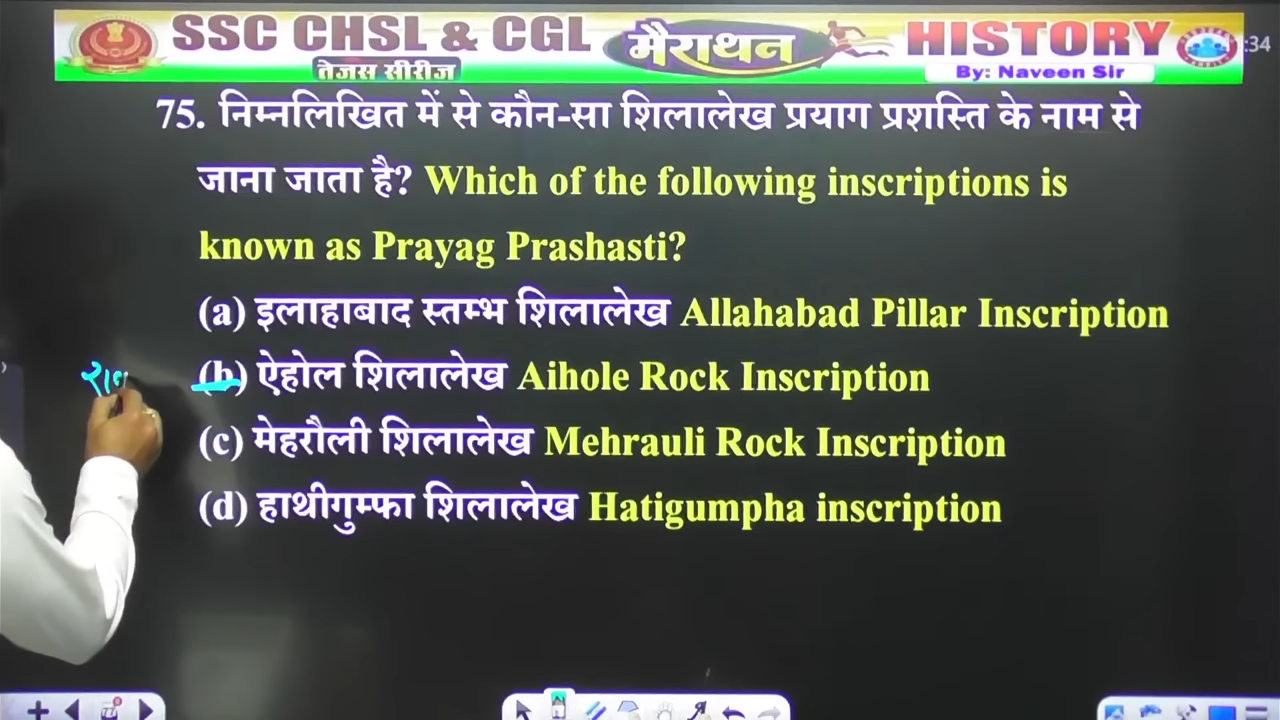 SSC CHSL & CGL मैराथन HISTORY :34
तेजस सीरीज By: Naveen Sir
75. निम्नलिखित में से कौन-सा शिलालेख प्रयाग प्रशस्ति के नाम से
जाना जाता है? Which of the following inscriptions is
known as Prayag Prashasti?
(a) इलाहाबाद स्तम्भ शिलालेख Allahabad Pillar Inscription
(b) ऐहोल शिलालेख Aihole Rock Inscription
(c) मेहरौली शिलालेख Mehrauli Rock Inscription
(d) हाथीगुम्फा शिलालेख Hatigumpha inscription